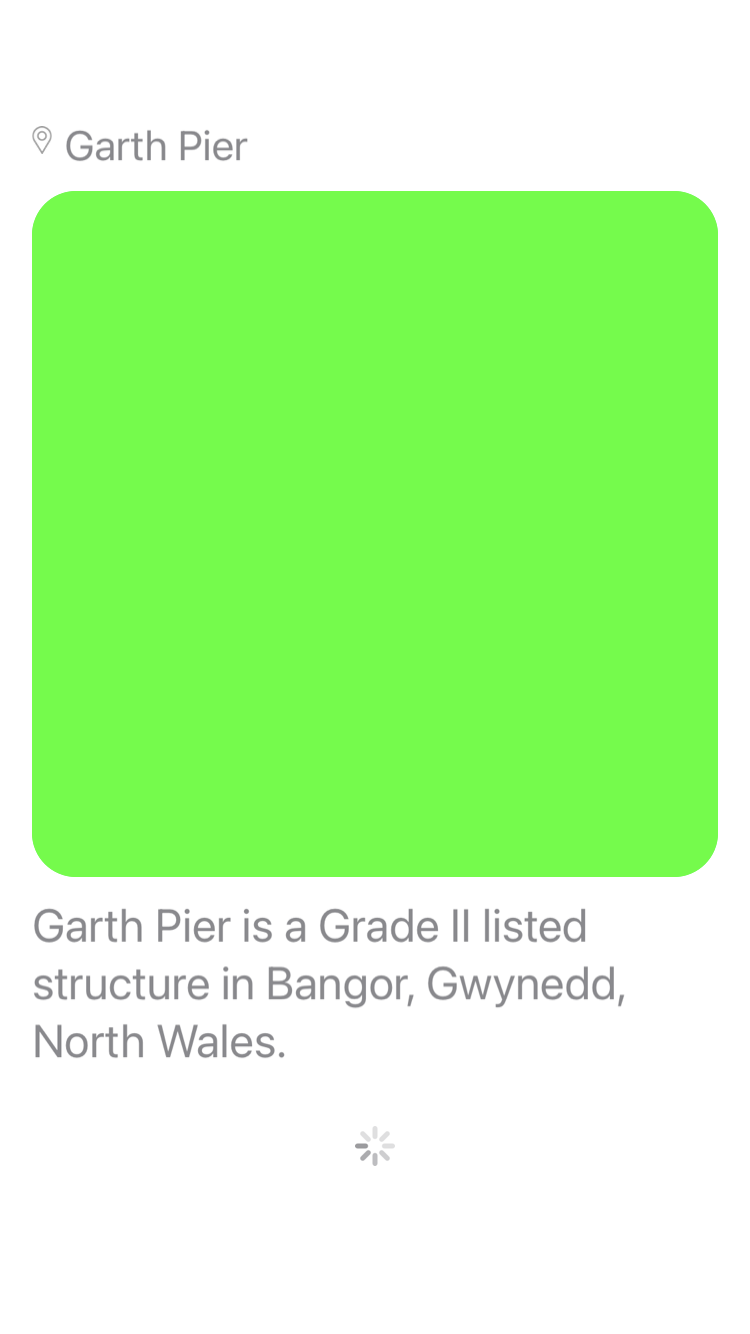 Garth Pier
Garth Pier is a Grade II listed
structure in Bangor, Gwynedd,
North Wales.